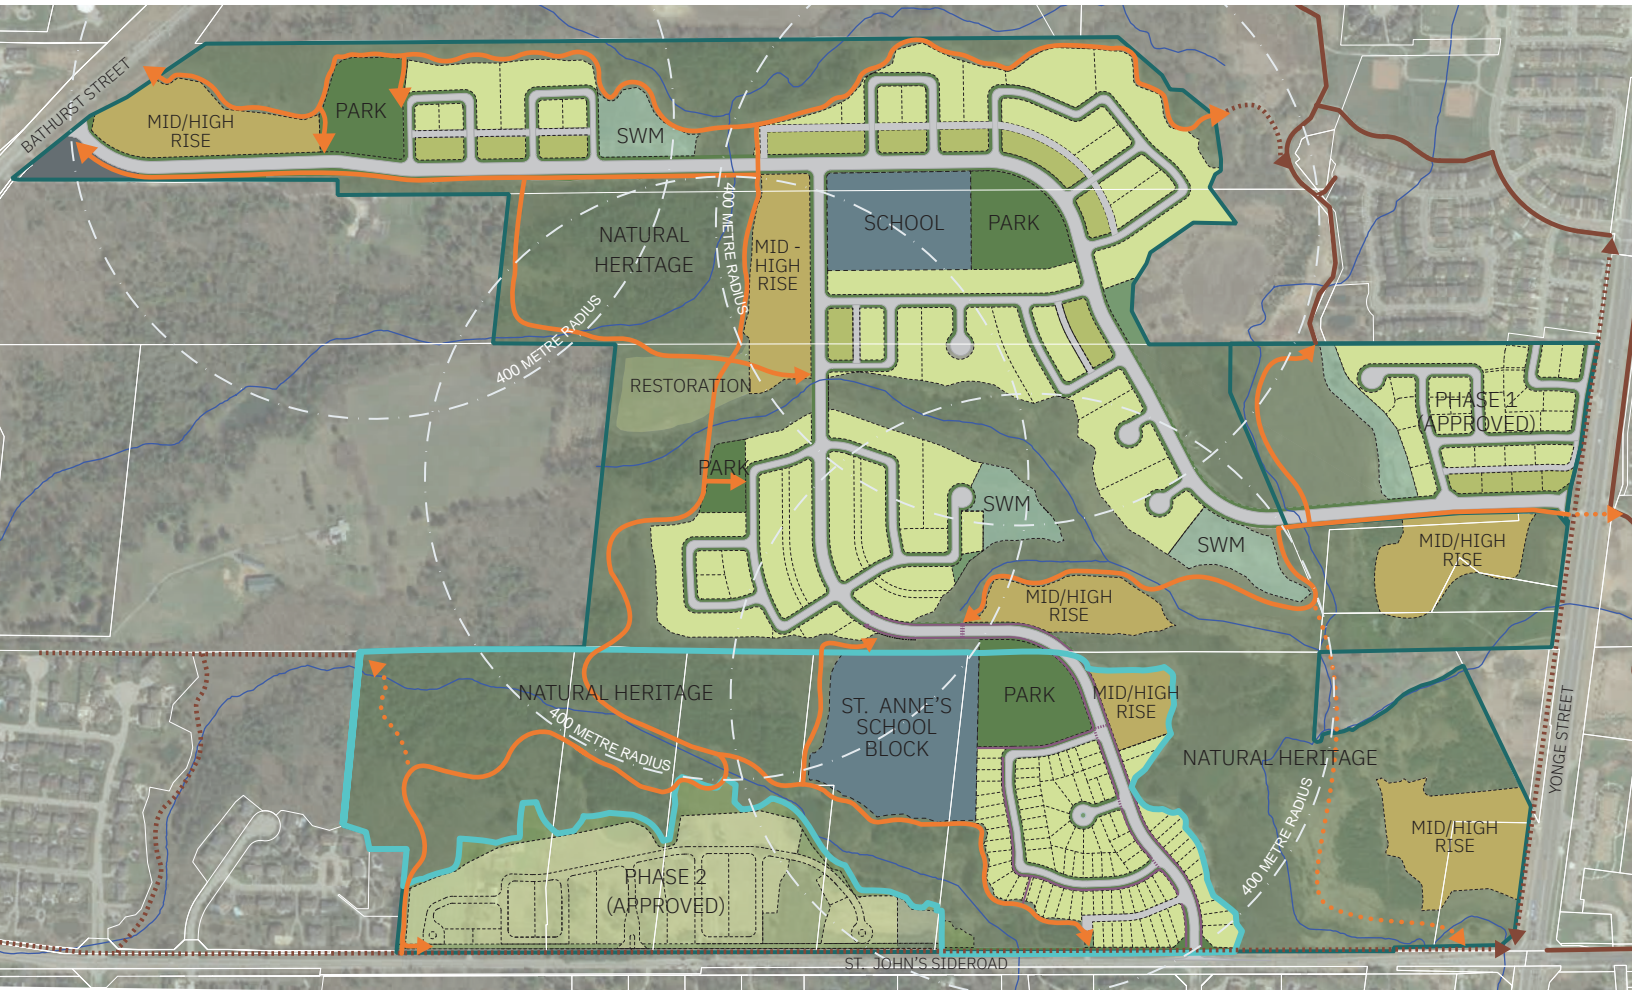 BATHURST STREET
MID/HIGH
RISE
PARK
SWM
NATURAL
HERITAGE
400 METRE RADIUS
400 METRE RADIUS
MID -
HIGH
RISE
SCHOOL
PARK
RESTORATION
PHASE 1
(APPROVED)
PARK
SWM
SWM
MID/HIGH
RISE
MID/HIGH
RISE
NATURAL HERITAGE
400 METRE RADIUS
ST. ANNE'S
SCHOOL
BLOCK
PARK
MID/HIGH
RISE
NATURAL HERITAGE
400 METRE RADIUS
YONGE STREET
MID/HIGH
RISE
PHASE 2
(APPROVED)
ST. JOHN'S SIDEROAD